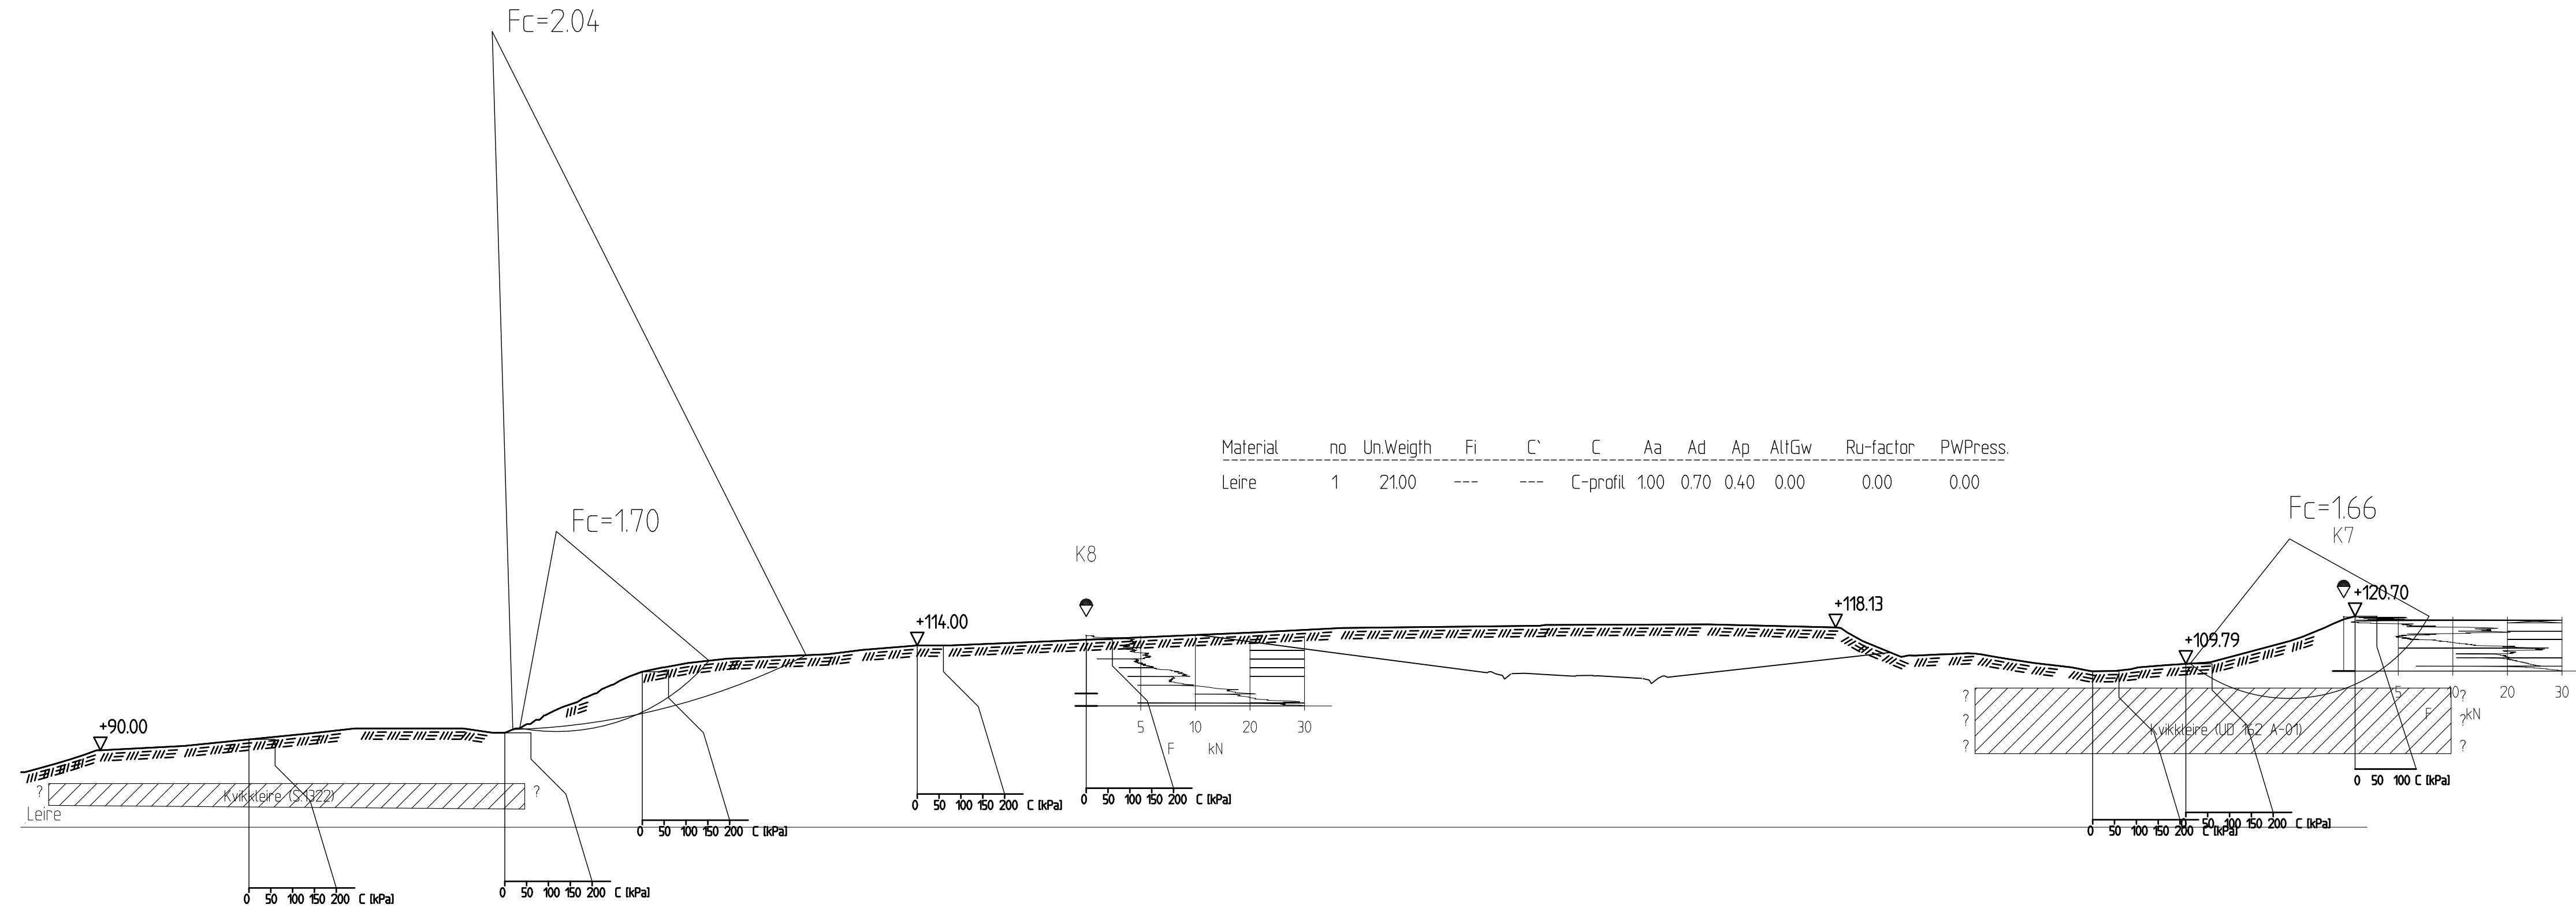 Fc=2.04
Material no Un.Weigth Fi C` C Aa Ad Ap AltGw Ru-factor PWPress.
Leire 1 21.00 --- --- C-profil 1.00 0.70 0.40 0.00 0.00 0.00
Fc=1.70
Fc=1.66
K7
K8
+120.70
+118.13
+114.00
+109.79
+90.00
5 10 20 30
F kN
5 10 20 30
F kN
? ?
? ?
? ?
Kvikkleire (UD 162 A-01)
? ?
Kvikkleire (S.1322)
Leire
0 50 100 C [kPa]
0 50 100 150 200 C [kPa]
0 50 100 150 200 C [kPa]
0 50 100 150 200 C [kPa]
0 50 100 150 200 C [kPa]
0 50 100 150 200 C [kPa]
0 50 100 150 200 C [kPa]
0 50 100 150 200 C [kPa]